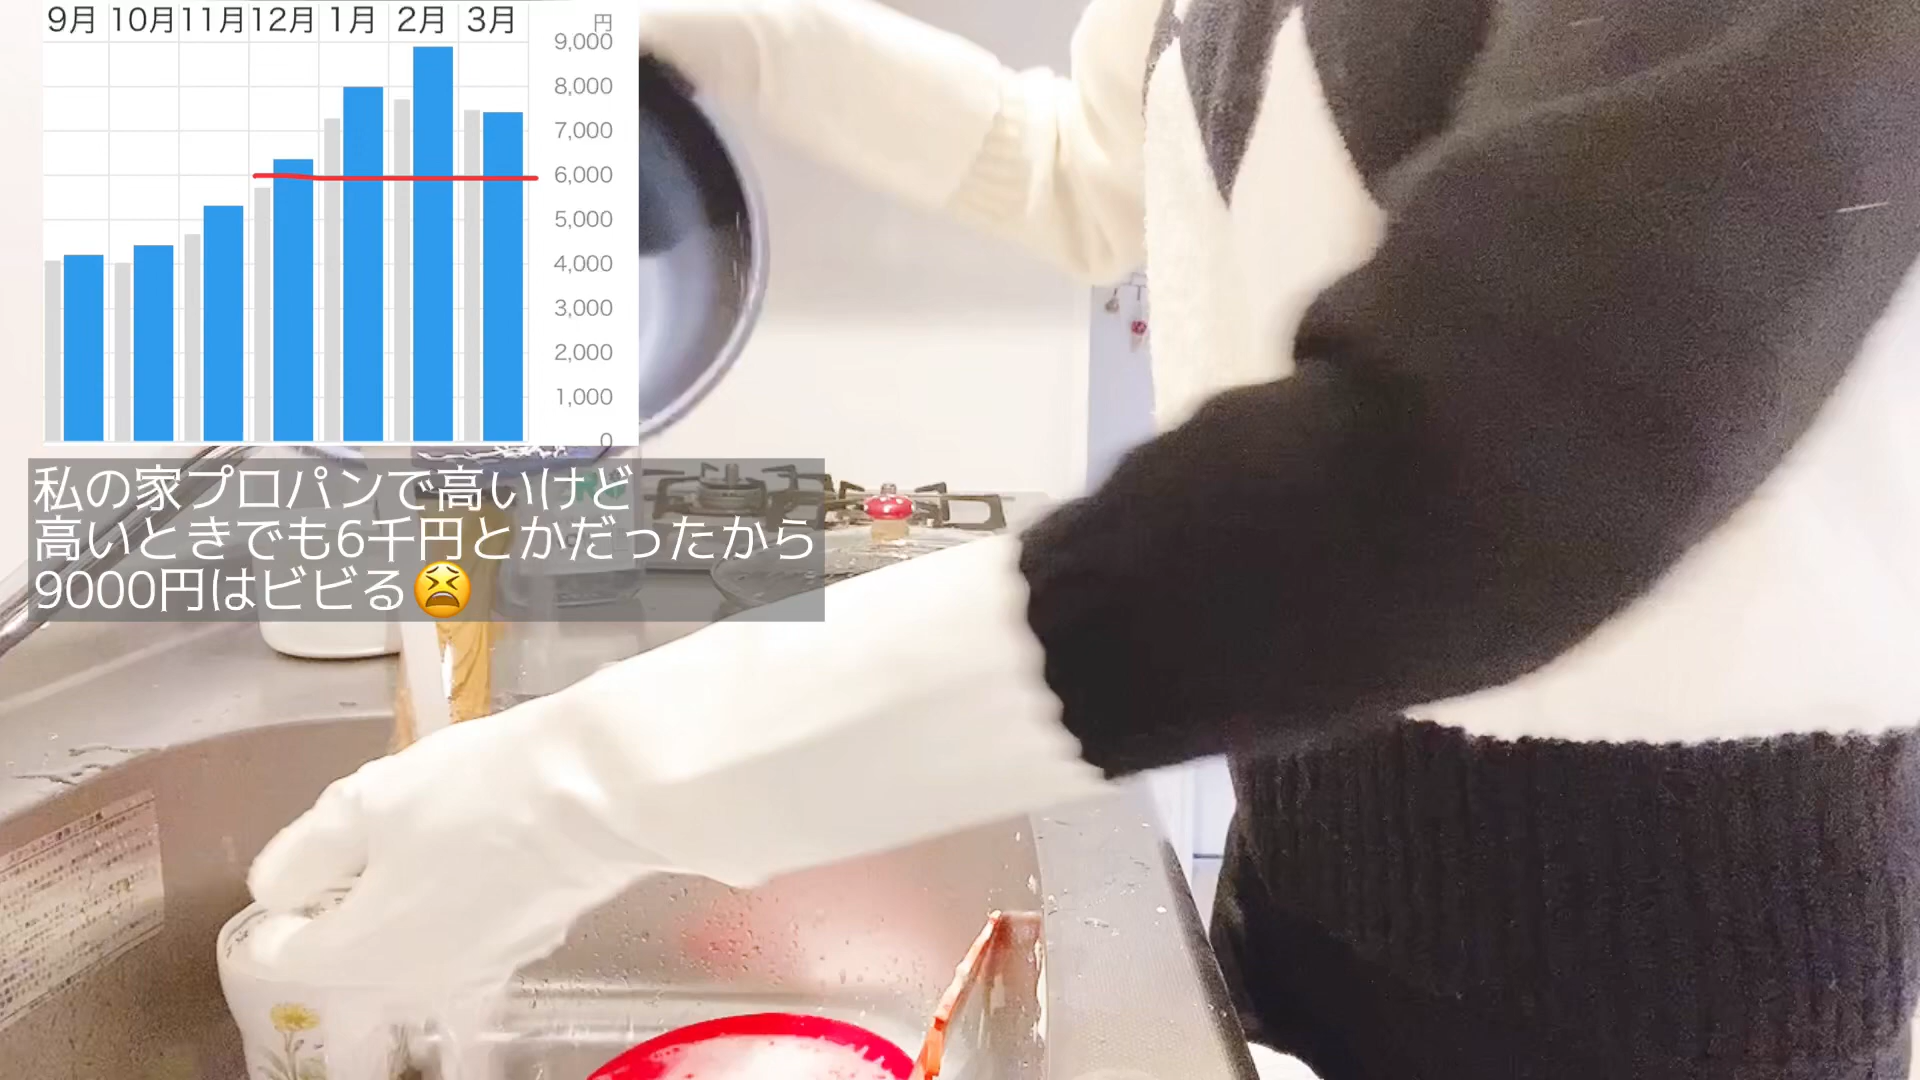 9月 10月 11月 12月 1月 2月 3月
円
9,000
8,000
7,000
6,000
5,000
4,000
3,000
2,000
1,000
0
私の家プロパンで高いけど
高いときでも6千円とかだったから
9000円はビビる😫